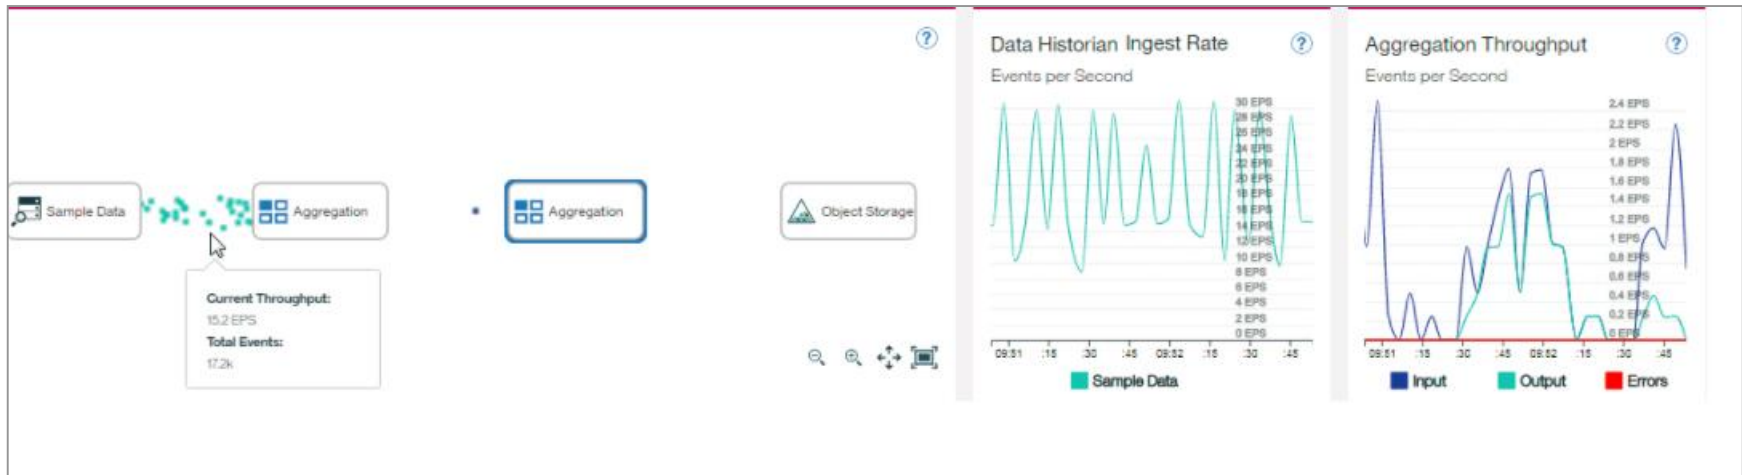 Sample Data
Aggregation
Aggregation
Object Storage
Current Throughput:
15.2 EPS
Total Events:
17.2k
?
Data Historian Ingest Rate
?
Events per Second
30 EPS
28 EPS
26 EPS
24 EPS
22 EPS
20 EPS
18 EPS
16 EPS
14 EPS
12 EPS
10 EPS
8 EPS
6 EPS
4 EPS
2 EPS
0 EPS
09:51 :15 :30 :45 09:52 :15 :30 :45
Sample Data
Aggregation Throughput
?
Events per Second
2.4 EPS
2.2 EPS
2 EPS
1.8 EPS
1.6 EPS
1.4 EPS
1.2 EPS
1 EPS
0.8 EPS
0.6 EPS
0.4 EPS
0.2 EPS
0 EPS
09:51 :15 :30 :45 09:52 :15 :30 :45
Input Output Errors